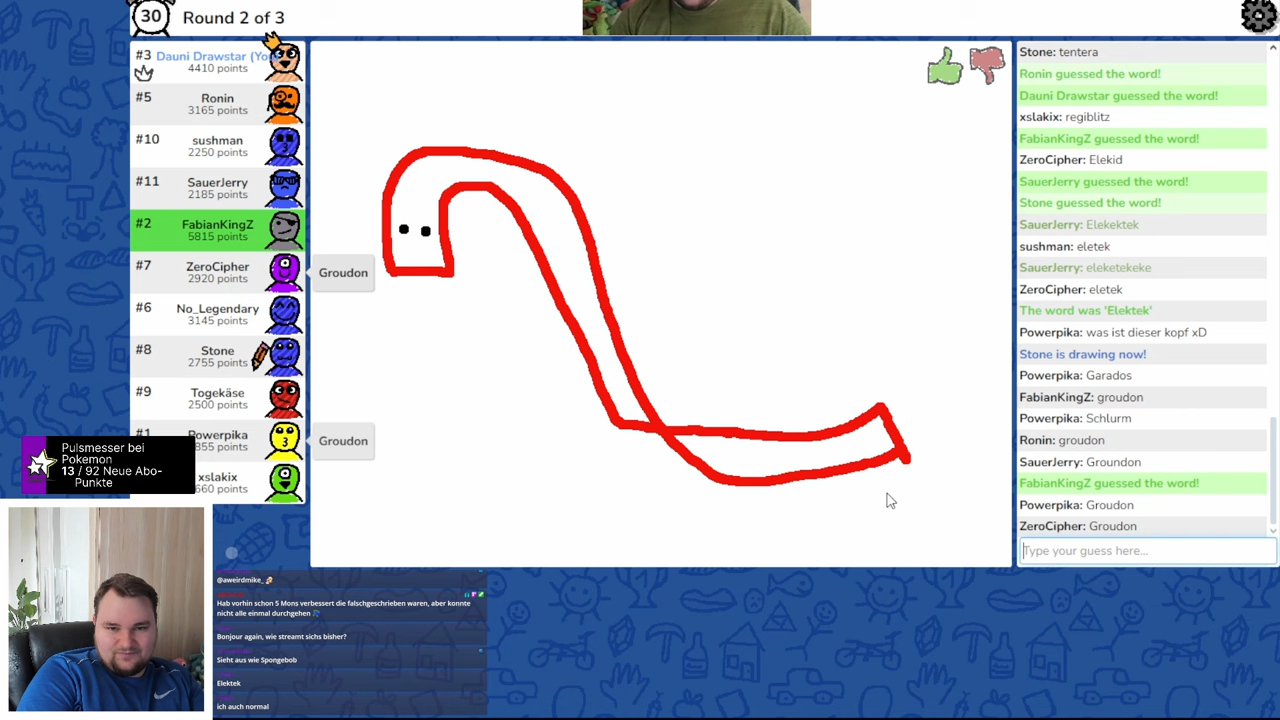 30
Round 2 of 3
#3
Dauni Drawstar (You)
4410 points
#5
Ronin
3165 points
#10
sushman
2250 points
#11
SauerJerry
2185 points
#2
FabianKingZ
5815 points
#7
ZeroCipher
2920 points
Groudon
#6
No_Legendary
3145 points
#8
Stone
2755 points
#9
Togekäse
2500 points
#1
Powerpika
855 points
Groudon
xslakix
660 points
Pulsmesser bei
Pokemon
13 / 92 Neue Abo-
Punkte
Stone: tentera
Ronin guessed the word!
Dauni Drawstar guessed the word!
xslakix: regiblitz
FabianKingZ guessed the word!
ZeroCipher: Elekid
SauerJerry guessed the word!
Stone guessed the word!
SauerJerry: Elekektek
sushman: eletek
SauerJerry: eleketekeke
ZeroCipher: eletek
The word was 'Elektek'
Powerpika: was ist dieser kopf xD
Stone is drawing now!
Powerpika: Garados
FabianKingZ: groudon
Powerpika: Schlurm
Ronin: groudon
SauerJerry: Groundon
FabianKingZ guessed the word!
Powerpika: Groudon
ZeroCipher: Groudon
Type your guess here...
@aweirdmike_
Hab vorhin schon 5 Mons verbessert die falschgeschrieben waren, aber konnte
nicht alle einmal durchgehen
Bonjour again, wie streamt sichs bisher?
Sieht aus wie Spongebob
Elektek
ich auch normal